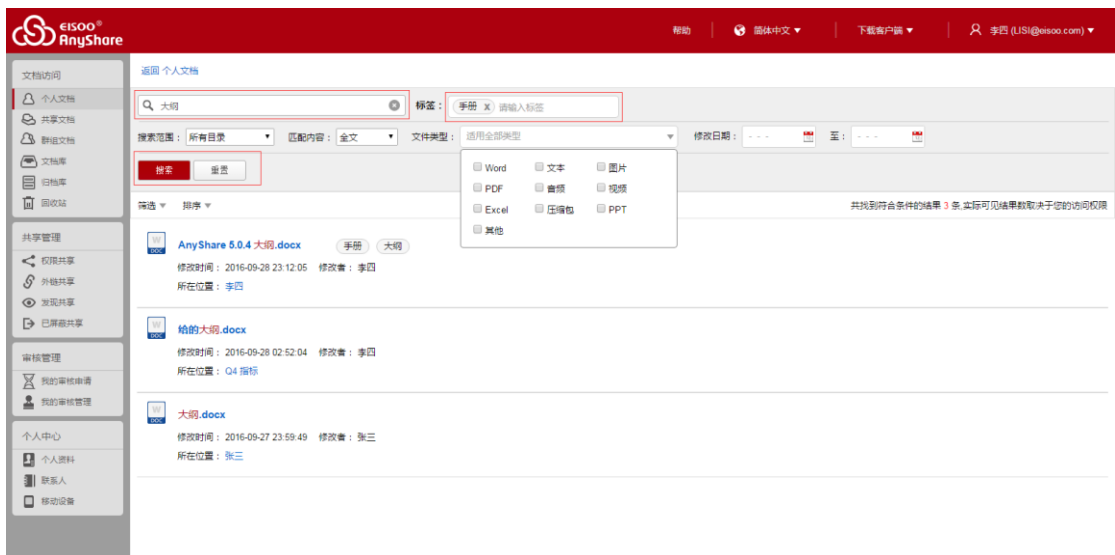 EISOO®
AnyShare
帮助 简体中文 ▼ 下载客户端 ▼ 李四 (LISI@eisoo.com) ▼
文档访问
个人文档
共享文档
群组文档
文档库
归档库
回收站
共享管理
权限共享
外链共享
发现共享
已屏蔽共享
审核管理
我的审核申请
我的审核管理
个人中心
个人资料
联系人
移动设备
返回 个人文档
大纲 标签： 手册 x 请输入标签
搜索范围： 所有目录 ▼ 匹配内容： 全文 ▼ 文件类型： 适用全部类型 ▼ 修改日期： - - - 至： - - -
搜索 重置
Word 文本 图片
PDF 音频 视频
Excel 压缩包 PPT
其他
筛选 ▼ 排序 ▼ 共找到符合条件的结果 3 条,实际可见结果数取决于您的访问权限
AnyShare 5.0.4 大纲.docx 手册 大纲
修改时间： 2016-09-28 23:12:05 修改者： 李四
所在位置： 李四
给的大纲.docx
修改时间： 2016-09-28 02:52:04 修改者： 李四
所在位置： Q4 指标
大纲.docx
修改时间： 2016-09-27 23:59:49 修改者： 张三
所在位置： 张三